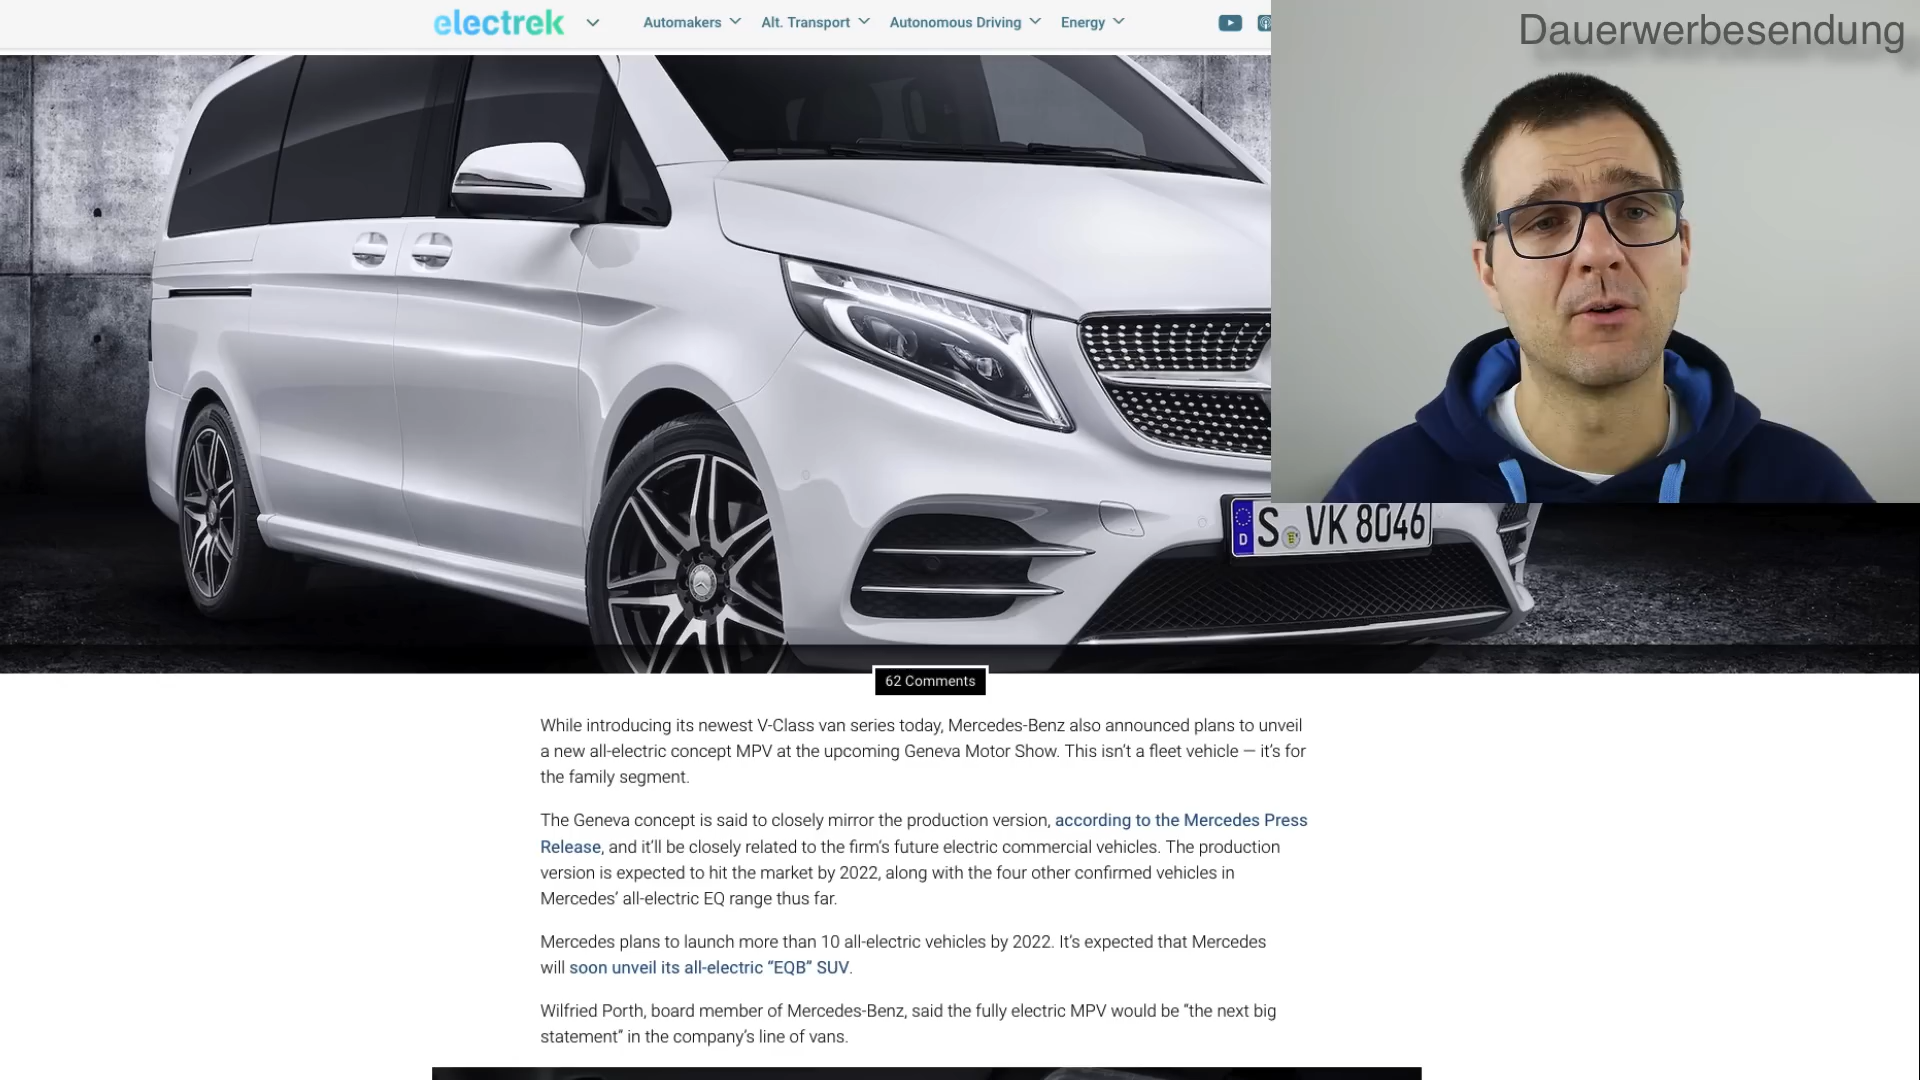 electrek
Automakers
Alt. Transport
Autonomous Driving
Energy
Dauerwerbesendung
D
S VK 8046
62 Comments
While introducing its newest V-Class van series today, Mercedes-Benz also announced plans to unveil
a new all-electric concept MPV at the upcoming Geneva Motor Show. This isn’t a fleet vehicle — it’s for
the family segment.
The Geneva concept is said to closely mirror the production version, according to the Mercedes Press
Release, and it’ll be closely related to the firm’s future electric commercial vehicles. The production
version is expected to hit the market by 2022, along with the four other confirmed vehicles in
Mercedes’ all-electric EQ range thus far.
Mercedes plans to launch more than 10 all-electric vehicles by 2022. It’s expected that Mercedes
will soon unveil its all-electric “EQB” SUV.
Wilfried Porth, board member of Mercedes-Benz, said the fully electric MPV would be “the next big
statement” in the company’s line of vans.